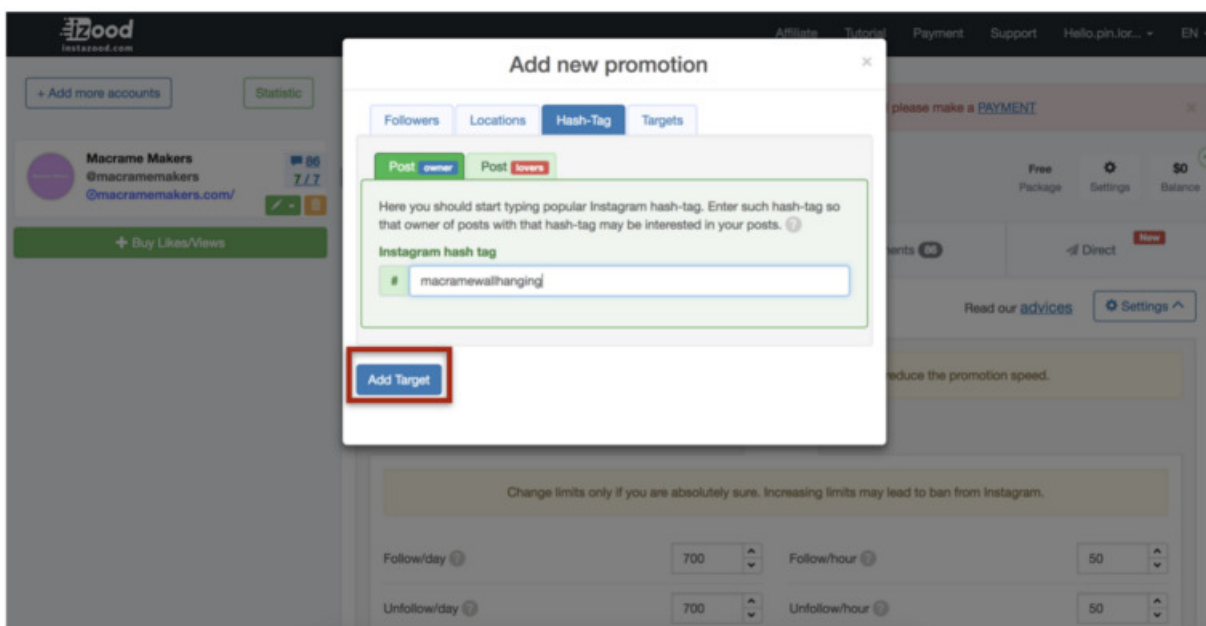 izood
instazood.com
Affiliate Tutorial Payment Support Hello.pin.lor... EN
+ Add more accounts Statistic
Macrame Makers
@macramemakers
macramemakers.com/
86
7 / 7
+ Buy Likes/Views
Add new promotion ×
Followers Locations Hash-Tag Targets
Post owner Post lovers
Here you should start typing popular Instagram hash-tag. Enter such hash-tag so
that owner of posts with that hash-tag may be interested in your posts. ?
Instagram hash tag
# macramewallhanging
Add Target
please make a PAYMENT ×
Free $0
Package Settings Balance
ents 86 Direct New
Read our advices Settings
educe the promotion speed.
Change limits only if you are absolutely sure. Increasing limits may lead to ban from Instagram.
Follow/day ? 700 Follow/hour ? 50
Unfollow/day ? 700 Unfollow/hour ? 50